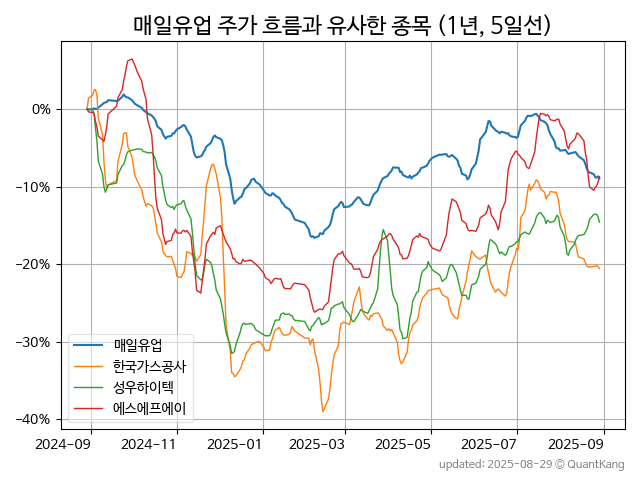 매일유업 주가 흐름과 유사한 종목 (1년, 5일선)
0%
−10%
−20%
−30%
−40%
매일유업
한국가스공사
성우하이텍
에스에프에이
2024-09 2024-11 2025-01 2025-03 2025-05 2025-07 2025-09
updated: 2025-08-29 © QuantKang